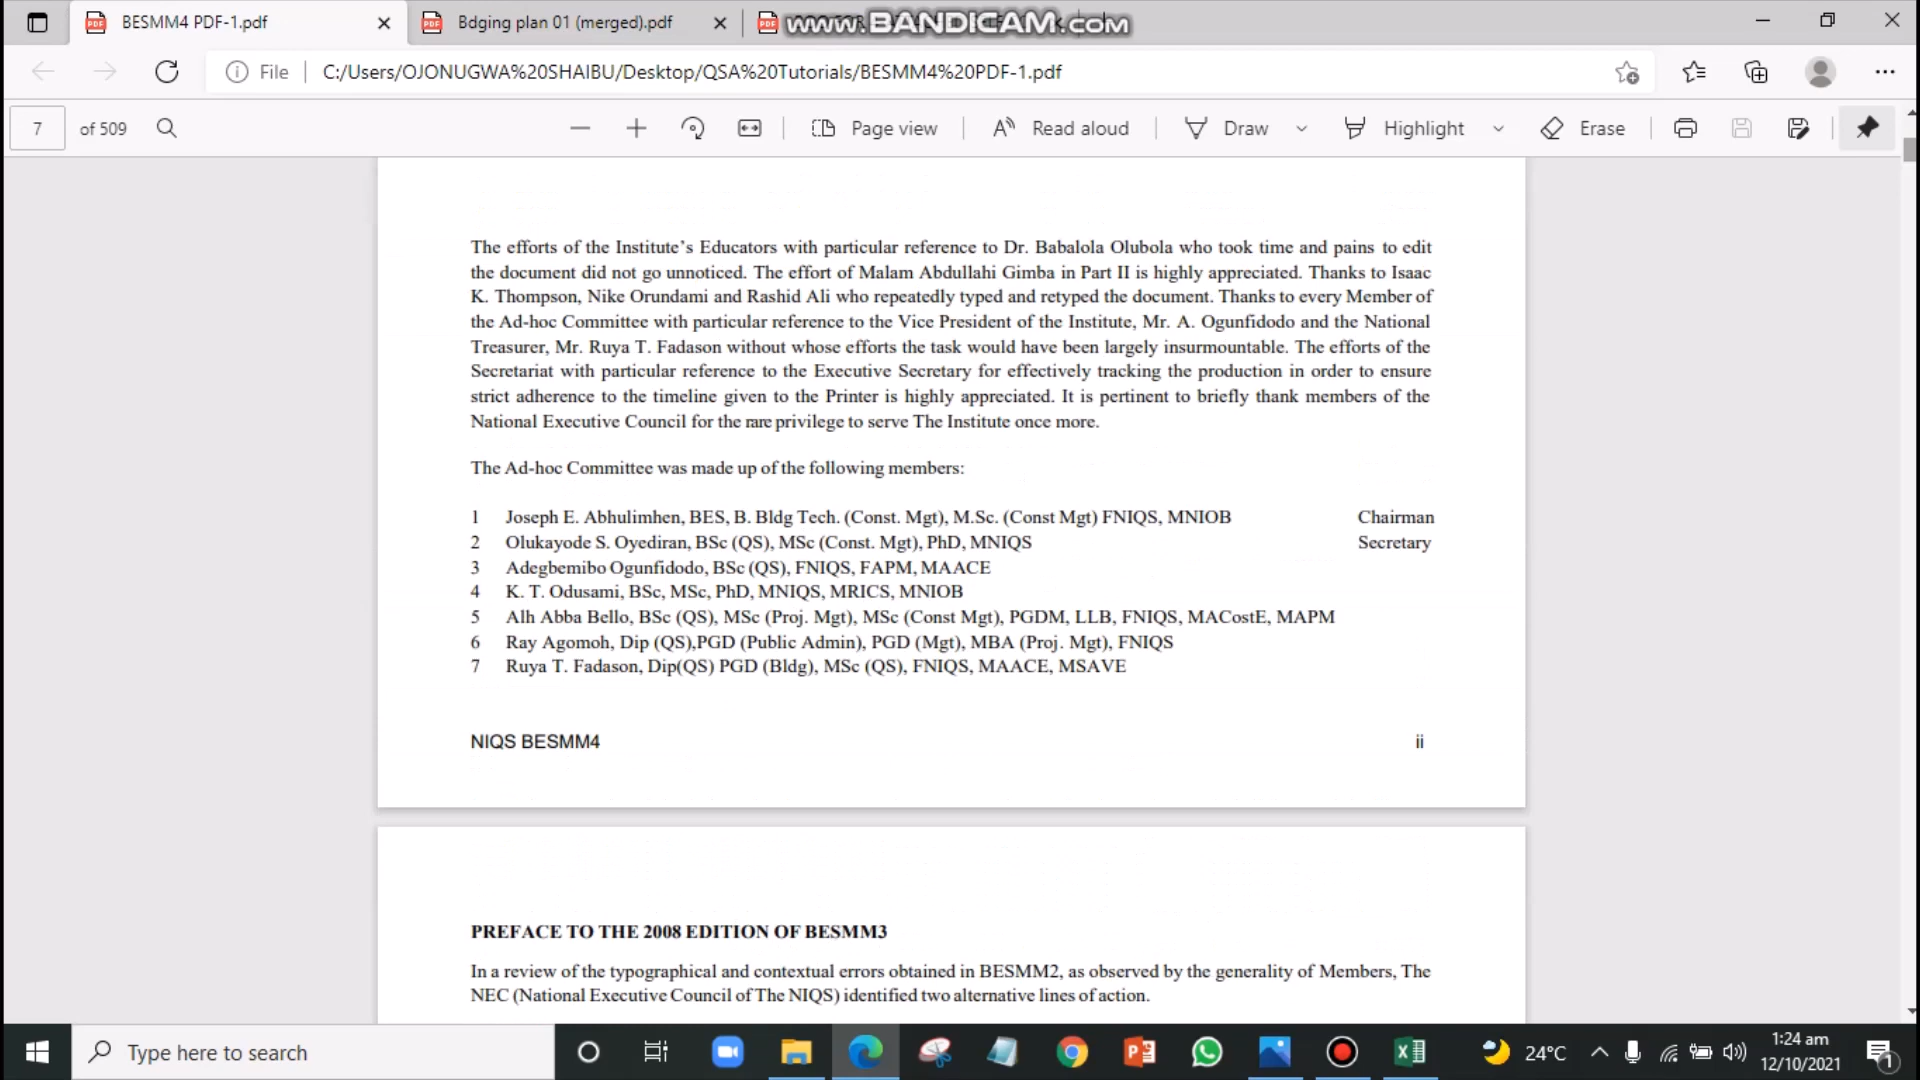 BESMM4 PDF-1.pdf
Bdging plan 01 (merged).pdf
www.BANDICAM.com
File
C:/Users/OJONUGWA%20SHAIBU/Desktop/QSA%20Tutorials/BESMM4%20PDF-1.pdf
7 of 509
Page view
Read aloud
Draw
Highlight
Erase
The efforts of the Institute's Educators with particular reference to Dr. Babalola Olubola who took time and pains to edit
the document did not go unnoticed. The effort of Malam Abdullahi Gimba in Part II is highly appreciated. Thanks to Isaac
K. Thompson, Nike Orundami and Rashid Ali who repeatedly typed and retyped the document. Thanks to every Member of
the Ad-hoc Committee with particular reference to the Vice President of the Institute, Mr. A. Ogunfidodo and the National
Treasurer, Mr. Ruya T. Fadason without whose efforts the task would have been largely insurmountable. The efforts of the
Secretariat with particular reference to the Executive Secretary for effectively tracking the production in order to ensure
strict adherence to the timeline given to the Printer is highly appreciated. It is pertinent to briefly thank members of the
National Executive Council for the rare privilege to serve The Institute once more.
The Ad-hoc Committee was made up of the following members:
1 Joseph E. Abhulimhen, BES, B. Bldg Tech. (Const. Mgt), M.Sc. (Const Mgt) FNIQS, MNIOB Chairman
2 Olukayode S. Oyediran, BSc (QS), MSc (Const. Mgt), PhD, MNIQS Secretary
3 Adegbemibo Ogunfidodo, BSc (QS), FNIQS, FAPM, MAACE
4 K. T. Odusami, BSc, MSc, PhD, MNIQS, MRICS, MNIOB
5 Alh Abba Bello, BSc (QS), MSc (Proj. Mgt), MSc (Const Mgt), PGDM, LLB, FNIQS, MACostE, MAPM
6 Ray Agomoh, Dip (QS),PGD (Public Admin), PGD (Mgt), MBA (Proj. Mgt), FNIQS
7 Ruya T. Fadason, Dip(QS) PGD (Bldg), MSc (QS), FNIQS, MAACE, MSAVE
NIQS BESMM4 ii
PREFACE TO THE 2008 EDITION OF BESMM3
In a review of the typographical and contextual errors obtained in BESMM2, as observed by the generality of Members, The
NEC (National Executive Council of The NIQS) identified two alternative lines of action.
Type here to search
24°C
1:24 am
12/10/2021
1